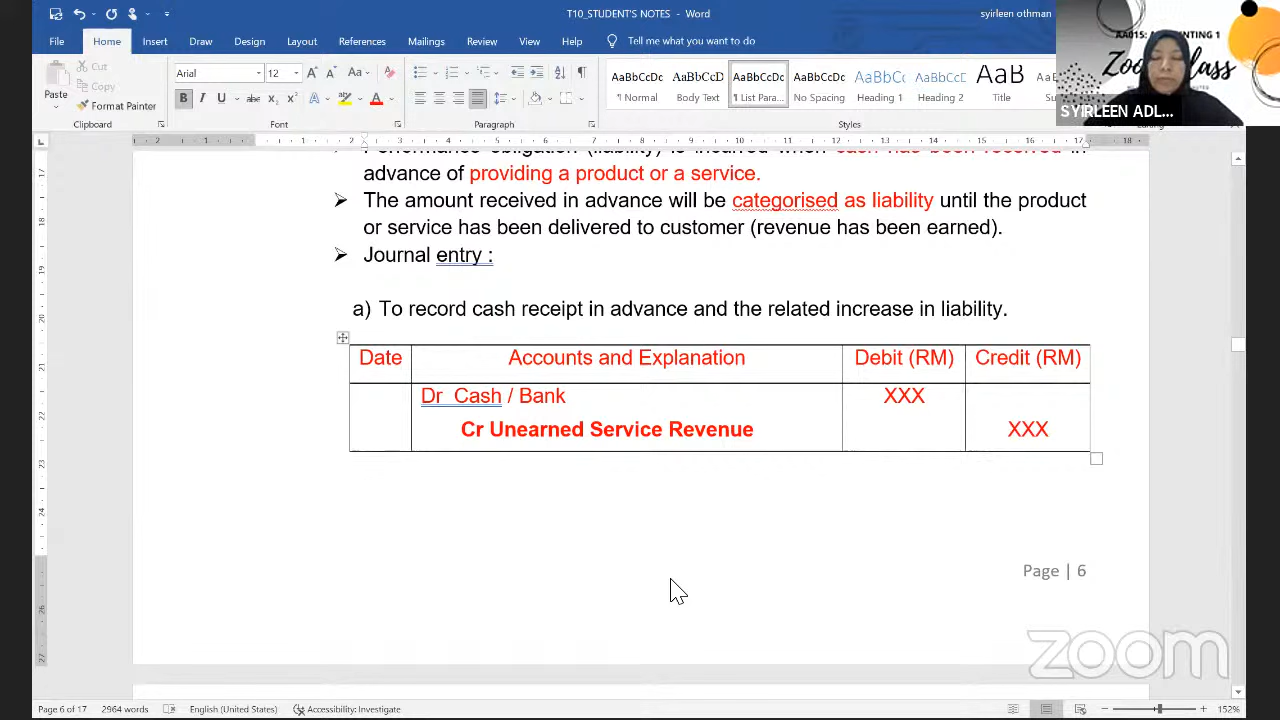 T10_STUDENT'S NOTES - Word
syirleen othman
File Home Insert Draw Design Layout References Mailings Review View Help Tell me what you want to do
Paste
Cut
Copy
Format Painter
Clipboard
Arial
12
Font
Paragraph
AaBbCcDc
¶ Normal
AaBbCcD
Body Text
AaBbCcDc
¶ List Para...
AaBbCcDc
No Spacing
AaBbCc
Heading 1
AaBbCcD
Heading 2
AaB
Title
Styles
Editing
Zoo
lass
SYIRLEEN ADL...
in
advance of providing a product or a service.
➢ The amount received in advance will be categorised as liability until the product
or service has been delivered to customer (revenue has been earned).
➢ Journal entry :
a) To record cash receipt in advance and the related increase in liability.
Date Accounts and Explanation Debit (RM) Credit (RM)
Dr Cash / Bank XXX
Cr Unearned Service Revenue XXX
Page | 6
zoom
Page 6 of 17 2964 words English (United States) Accessibility: Investigate 152%